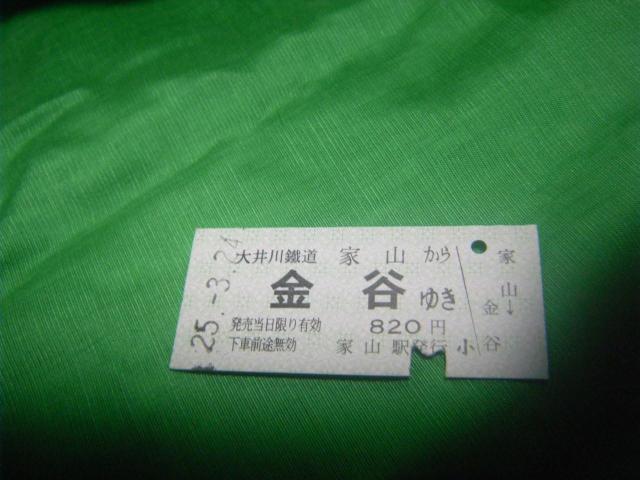 25.-3.24
大井川鐵道 家山から
金谷ゆき
発売当日限り有効 820円
下車前途無効 家山駅発行 小
家山
↓
金谷